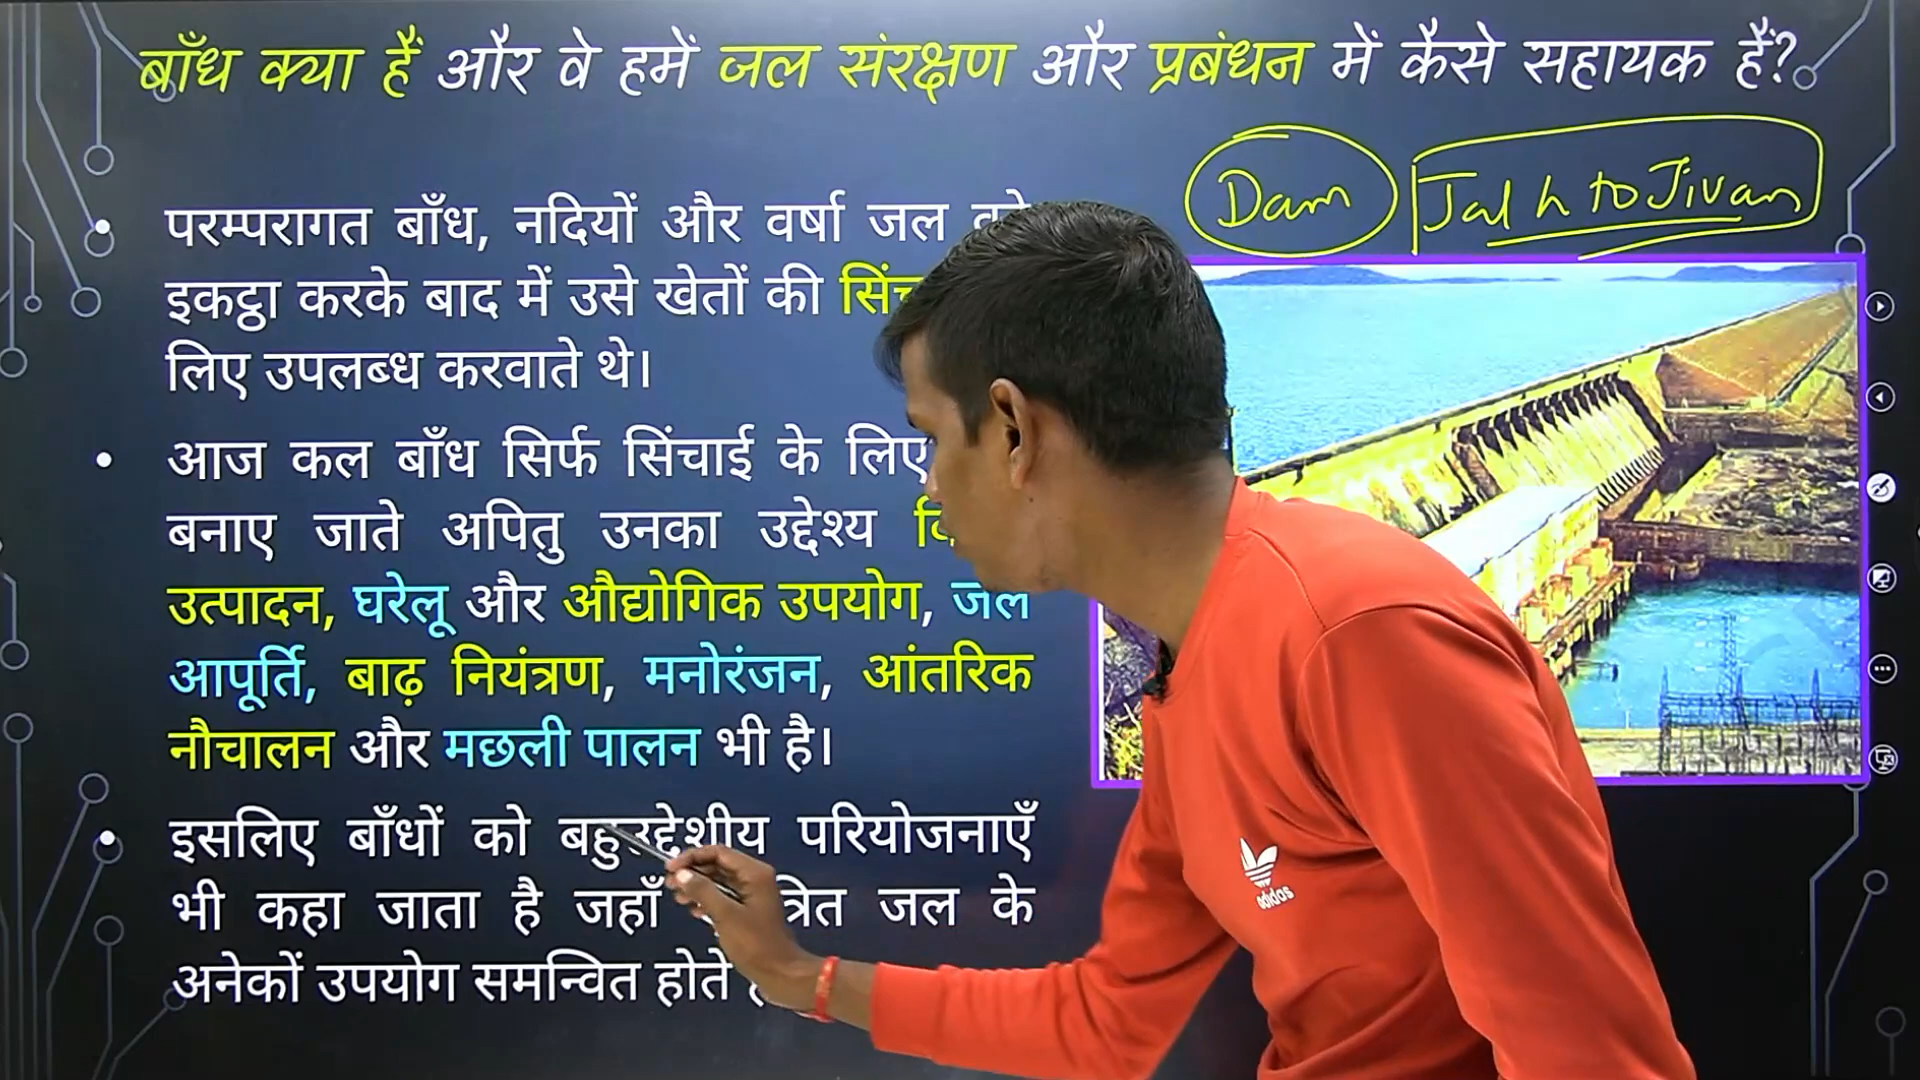 बाँध क्या हैं और वे हमें जल संरक्षण और प्रबंधन में कैसे सहायक हैं?
Dam
Jal h to Jivan
परम्परागत बाँध, नदियों और वर्षा जल
इकट्ठा करके बाद में उसे खेतों की
लिए उपलब्ध करवाते थे।
आज कल बाँध सिर्फ सिंचाई के लिए
बनाए जाते अपितु उनका उद्देश्य
उत्पादन, घरेलू और औद्योगिक उपयोग, जल
आपूर्ति, बाढ़ नियंत्रण, मनोरंजन, आंतरिक
नौचालन और मछली पालन भी है।
इसलिए बाँधों को बहुउद्देशीय परियोजनाएँ
भी कहा जाता है जहाँ जल के
अनेकों उपयोग समन्वित होते
adidas